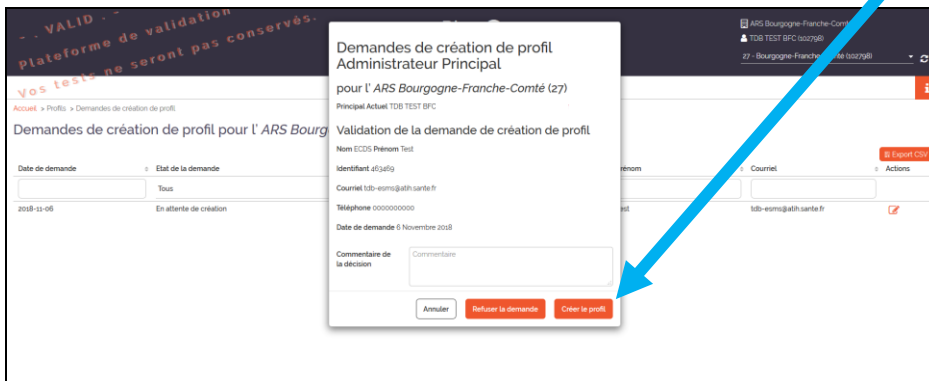 - . VALID . -
Plateforme de validation
Vos tests ne seront pas conservés.
ARS Bourgogne-Franche-Comté
TDB TEST BFC (102798)
27 - Bourgogne-Franche-Comté (102798)
Accueil > Profils > Demandes de création de profil
Demandes de création de profil pour l' ARS Bourg
Export CSV
Date de demande
Etat de la demande
rénom
Courriel
Actions
Tous
2018-11-06
En attente de création
est
tdb-esms@atih.sante.fr
Demandes de création de profil
Administrateur Principal
pour l' ARS Bourgogne-Franche-Comté (27)
Principal Actuel TDB TEST BFC
Validation de la demande de création de profil
Nom ECDS Prénom Test
Identifiant 463469
Courriel tdb-esms@atih.sante.fr
Téléphone 0000000000
Date de demande 6 Novembre 2018
Commentaire de
la décision
Commentaire
Annuler
Refuser la demande
Créer le profil